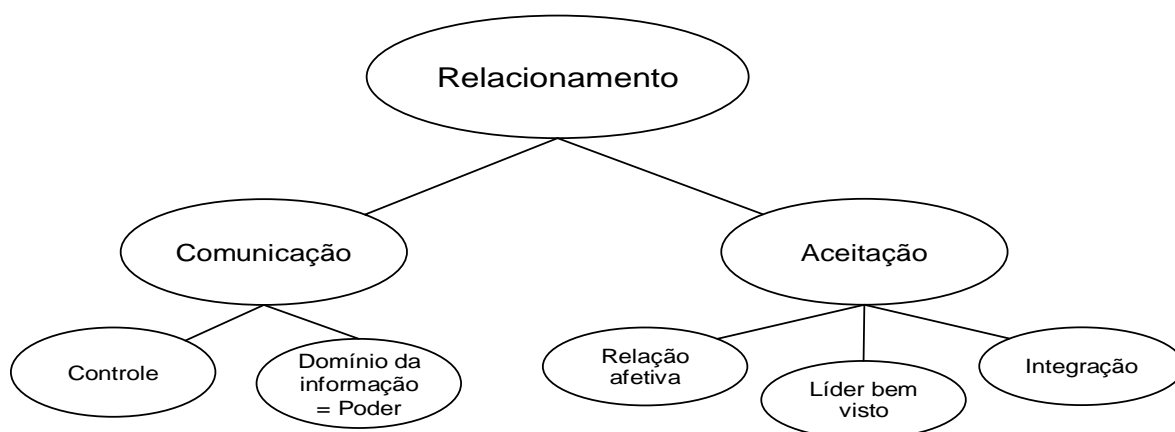 Relacionamento
Comunicação
Aceitação
Controle
Domínio da
informação
= Poder
Relação
afetiva
Líder bem
visto
Integração